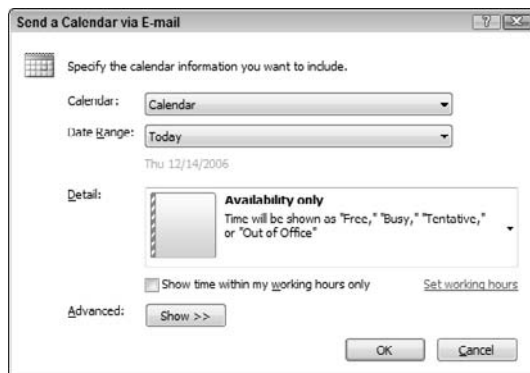 Send a Calendar via E-mail
Specify the calendar information you want to include.
Calendar: Calendar
Date Range: Today
Thu 12/14/2006
Detail: Availability only
Time will be shown as "Free," "Busy," "Tentative,"
or "Out of Office"
Show time within my working hours only Set working hours
Advanced: Show >>
OK Cancel